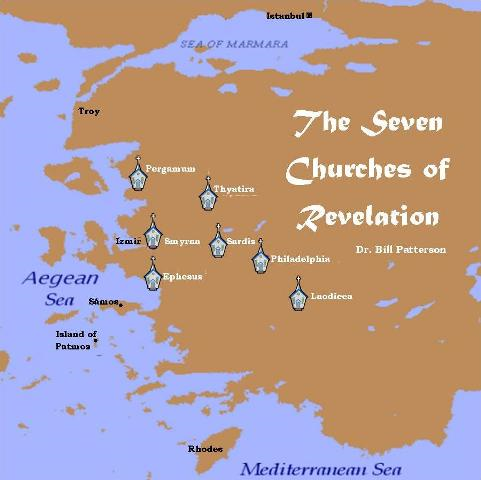 Istanbul
SEA OF MARMARA
Troy
The Seven
Churches of
Revelation
Dr. Bill Patterson
Pergamum
Thyatira
Izmir
Smyrna
Sardis
Philadelphia
Ephesus
Laodicea
Aegean
Sea
Sámos
Island of
Patmos
Rhodes
Mediterranean Sea